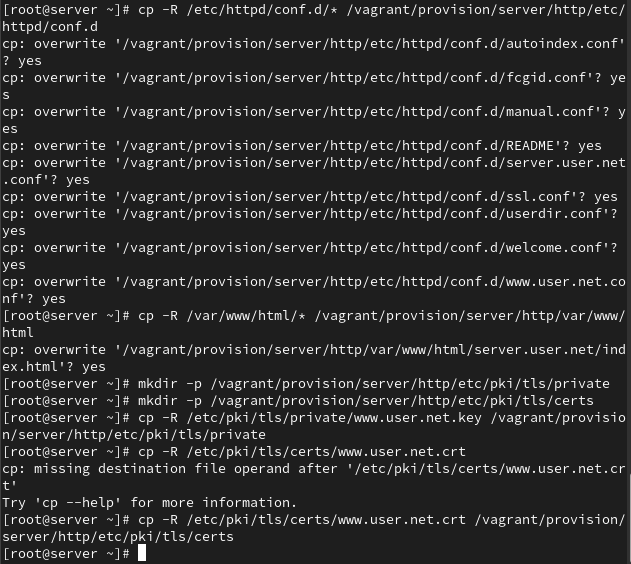 [root@server ~]# cp -R /etc/httpd/conf.d/* /vagrant/provision/server/http/etc/
httpd/conf.d
cp: overwrite '/vagrant/provision/server/http/etc/httpd/conf.d/autoindex.conf'
? yes
cp: overwrite '/vagrant/provision/server/http/etc/httpd/conf.d/fcgid.conf'? ye
s
cp: overwrite '/vagrant/provision/server/http/etc/httpd/conf.d/manual.conf'? y
es
cp: overwrite '/vagrant/provision/server/http/etc/httpd/conf.d/README'? yes
cp: overwrite '/vagrant/provision/server/http/etc/httpd/conf.d/server.user.net
.conf'? yes
cp: overwrite '/vagrant/provision/server/http/etc/httpd/conf.d/ssl.conf'? yes
cp: overwrite '/vagrant/provision/server/http/etc/httpd/conf.d/userdir.conf'?
yes
cp: overwrite '/vagrant/provision/server/http/etc/httpd/conf.d/welcome.conf'?
yes
cp: overwrite '/vagrant/provision/server/http/etc/httpd/conf.d/www.user.net.co
nf'? yes
[root@server ~]# cp -R /var/www/html/* /vagrant/provision/server/http/var/www/
html
cp: overwrite '/vagrant/provision/server/http/var/www/html/server.user.net/ind
ex.html'? yes
[root@server ~]# mkdir -p /vagrant/provision/server/http/etc/pki/tls/private
[root@server ~]# mkdir -p /vagrant/provision/server/http/etc/pki/tls/certs
[root@server ~]# cp -R /etc/pki/tls/private/www.user.net.key /vagrant/provisio
n/server/http/etc/pki/tls/private
[root@server ~]# cp -R /etc/pki/tls/certs/www.user.net.crt
cp: missing destination file operand after '/etc/pki/tls/certs/www.user.net.cr
t'
Try 'cp --help' for more information.
[root@server ~]# cp -R /etc/pki/tls/certs/www.user.net.crt /vagrant/provision/
server/http/etc/pki/tls/certs
[root@server ~]#